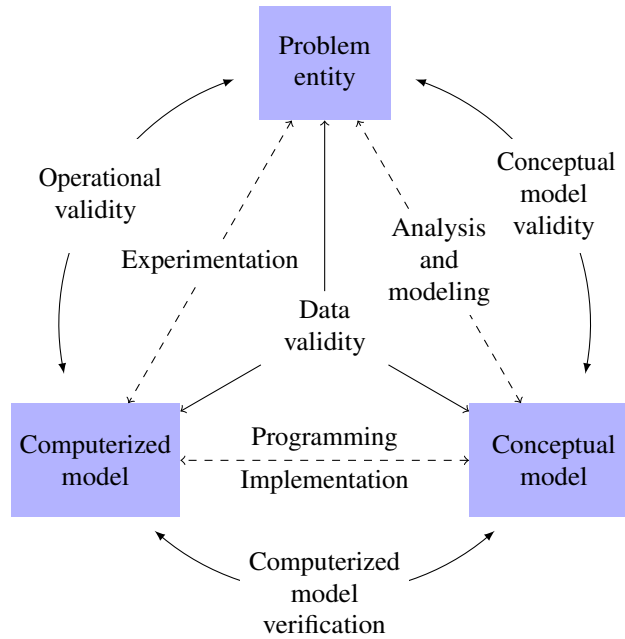 Problem
entity
Operational
validity
Conceptual
model
validity
Experimentation
Analysis
and
modeling
Data
validity
Computerized
model
Programming
Implementation
Conceptual
model
Computerized
model
verification